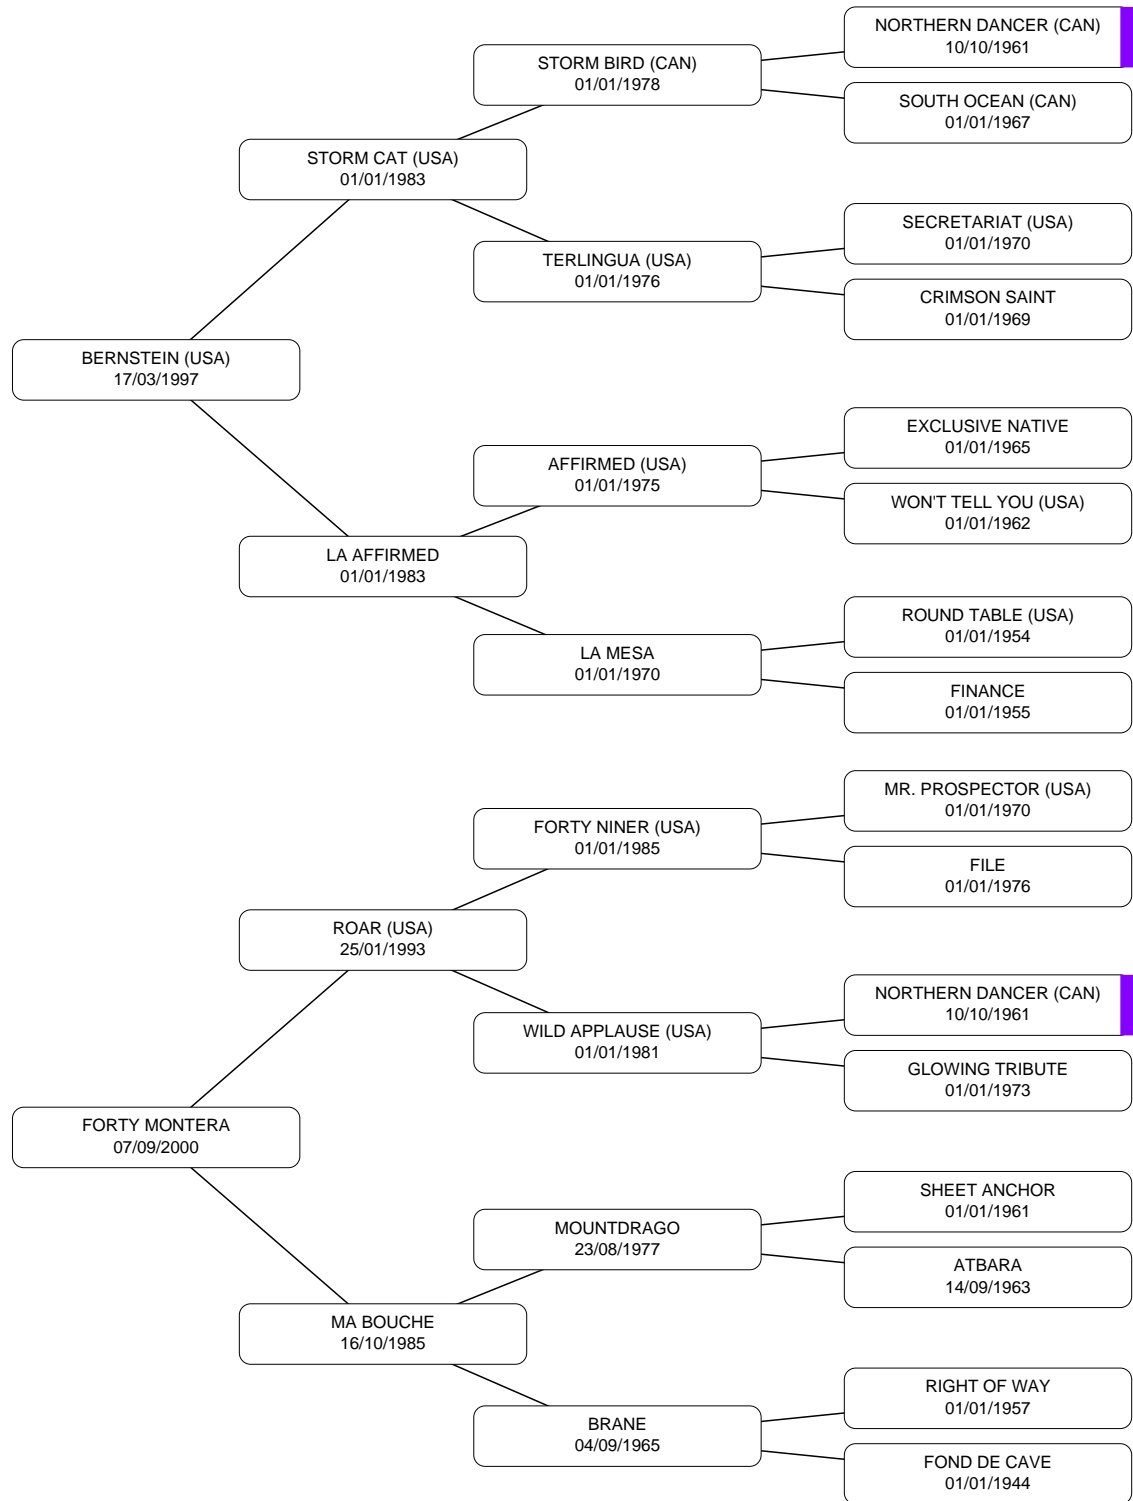 NORTHERN DANCER (CAN)
10/10/1961
STORM BIRD (CAN)
01/01/1978
SOUTH OCEAN (CAN)
01/01/1967
STORM CAT (USA)
01/01/1983
SECRETARIAT (USA)
01/01/1970
TERLINGUA (USA)
01/01/1976
CRIMSON SAINT
01/01/1969
BERNSTEIN (USA)
17/03/1997
EXCLUSIVE NATIVE
01/01/1965
AFFIRMED (USA)
01/01/1975
WON'T TELL YOU (USA)
01/01/1962
LA AFFIRMED
01/01/1983
ROUND TABLE (USA)
01/01/1954
LA MESA
01/01/1970
FINANCE
01/01/1955
MR. PROSPECTOR (USA)
01/01/1970
FORTY NINER (USA)
01/01/1985
FILE
01/01/1976
ROAR (USA)
25/01/1993
NORTHERN DANCER (CAN)
10/10/1961
WILD APPLAUSE (USA)
01/01/1981
GLOWING TRIBUTE
01/01/1973
FORTY MONTERA
07/09/2000
SHEET ANCHOR
01/01/1961
MOUNTDRAGO
23/08/1977
ATBARA
14/09/1963
MA BOUCHE
16/10/1985
RIGHT OF WAY
01/01/1957
BRANE
04/09/1965
FOND DE CAVE
01/01/1944